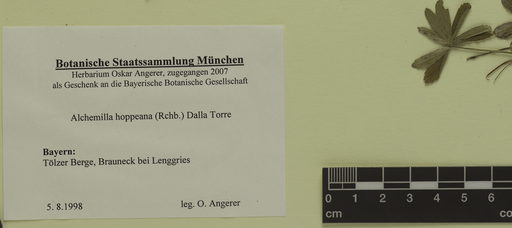 Botanische Staatssammlung München
Herbarium Oskar Angerer, zugegangen 2007
als Geschenk an die Bayerische Botanische Gesellschaft
Alchemilla hoppeana (Rchb.) Dalla Torre
Bayern:
Tölzer Berge, Brauneck bei Lenggries
5. 8.1998
leg. O. Angerer
0 1 2 3 4 5 6
cm
co